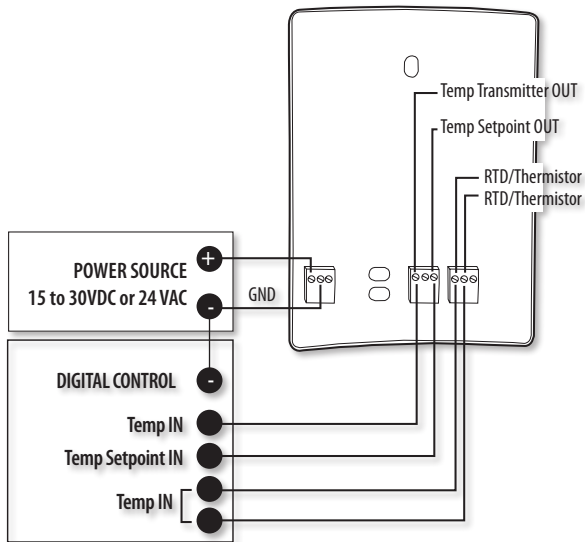 Temp Transmitter OUT
Temp Setpoint OUT
RTD/Thermistor
RTD/Thermistor
POWER SOURCE
15 to 30VDC or 24 VAC
+
-
GND
DIGITAL CONTROL
-
Temp IN
Temp Setpoint IN
Temp IN